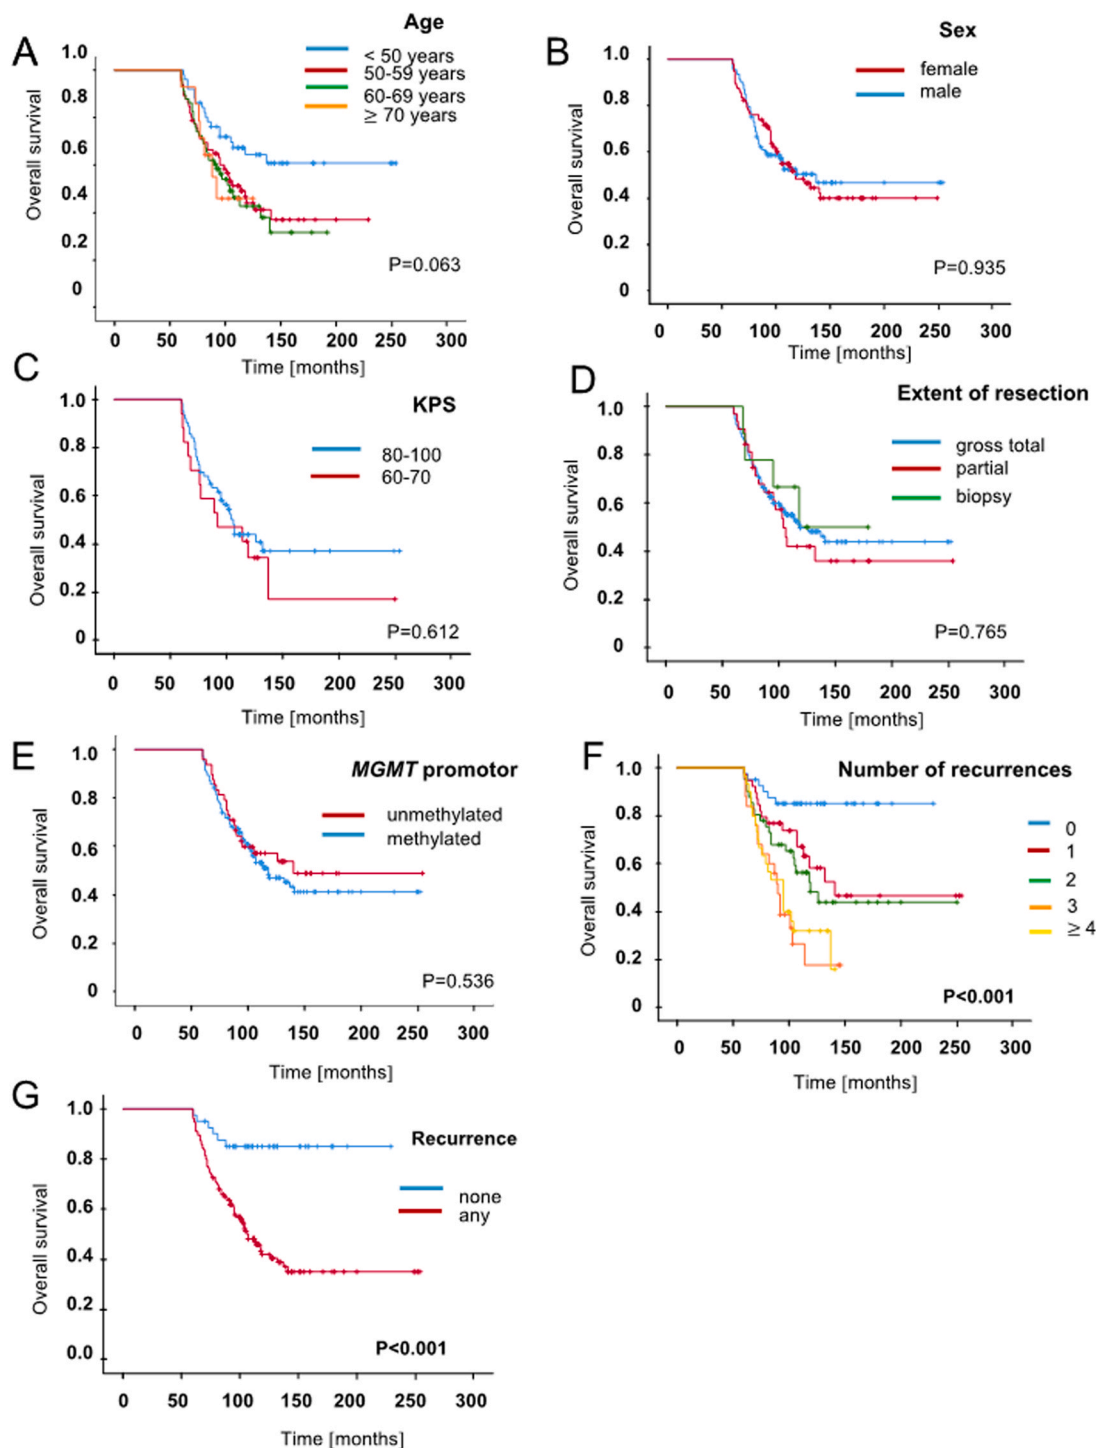 A
Age
1.0
0.8
0.6
0.4
0.2
0
Overall survival
< 50 years
50-59 years
60-69 years
≥ 70 years
P=0.063
0 50 100 150 200 250 300
Time [months]
B
Sex
1.0
0.8
0.6
0.4
0.2
0
Overall survival
female
male
P=0.935
0 50 100 150 200 250 300
Time [months]
C
KPS
1.0
0.8
0.6
0.4
0.2
0
Overall survival
80-100
60-70
P=0.612
0 50 100 150 200 250 300
Time [months]
D
Extent of resection
1.0
0.8
0.6
0.4
0.2
0
Overall survival
gross total
partial
biopsy
P=0.765
0 50 100 150 200 250 300
Time [months]
E
MGMT promotor
1.0
0.8
0.6
0.4
0.2
0
Overall survival
unmethylated
methylated
P=0.536
0 50 100 150 200 250 300
Time [months]
F
Number of recurrences
1.0
0.8
0.6
0.4
0.2
0
Overall survival
0
1
2
3
≥ 4
P<0.001
0 50 100 150 200 250 300
Time [months]
G
Recurrence
1.0
0.8
0.6
0.4
0.2
0.0
Overall survival
none
any
P<0.001
0 50 100 150 200 250 300
Time [months]